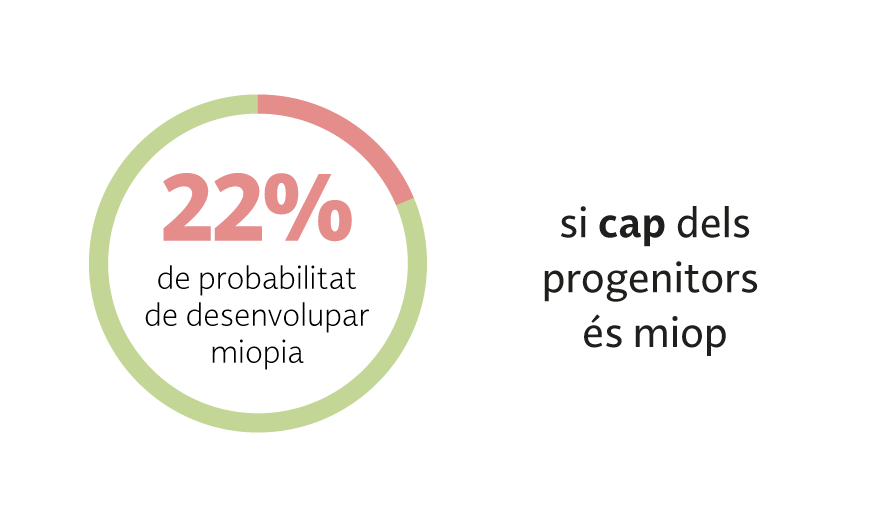 22%
de probabilitat
de desenvolupar
miopia
si cap dels
progenitors
és miop